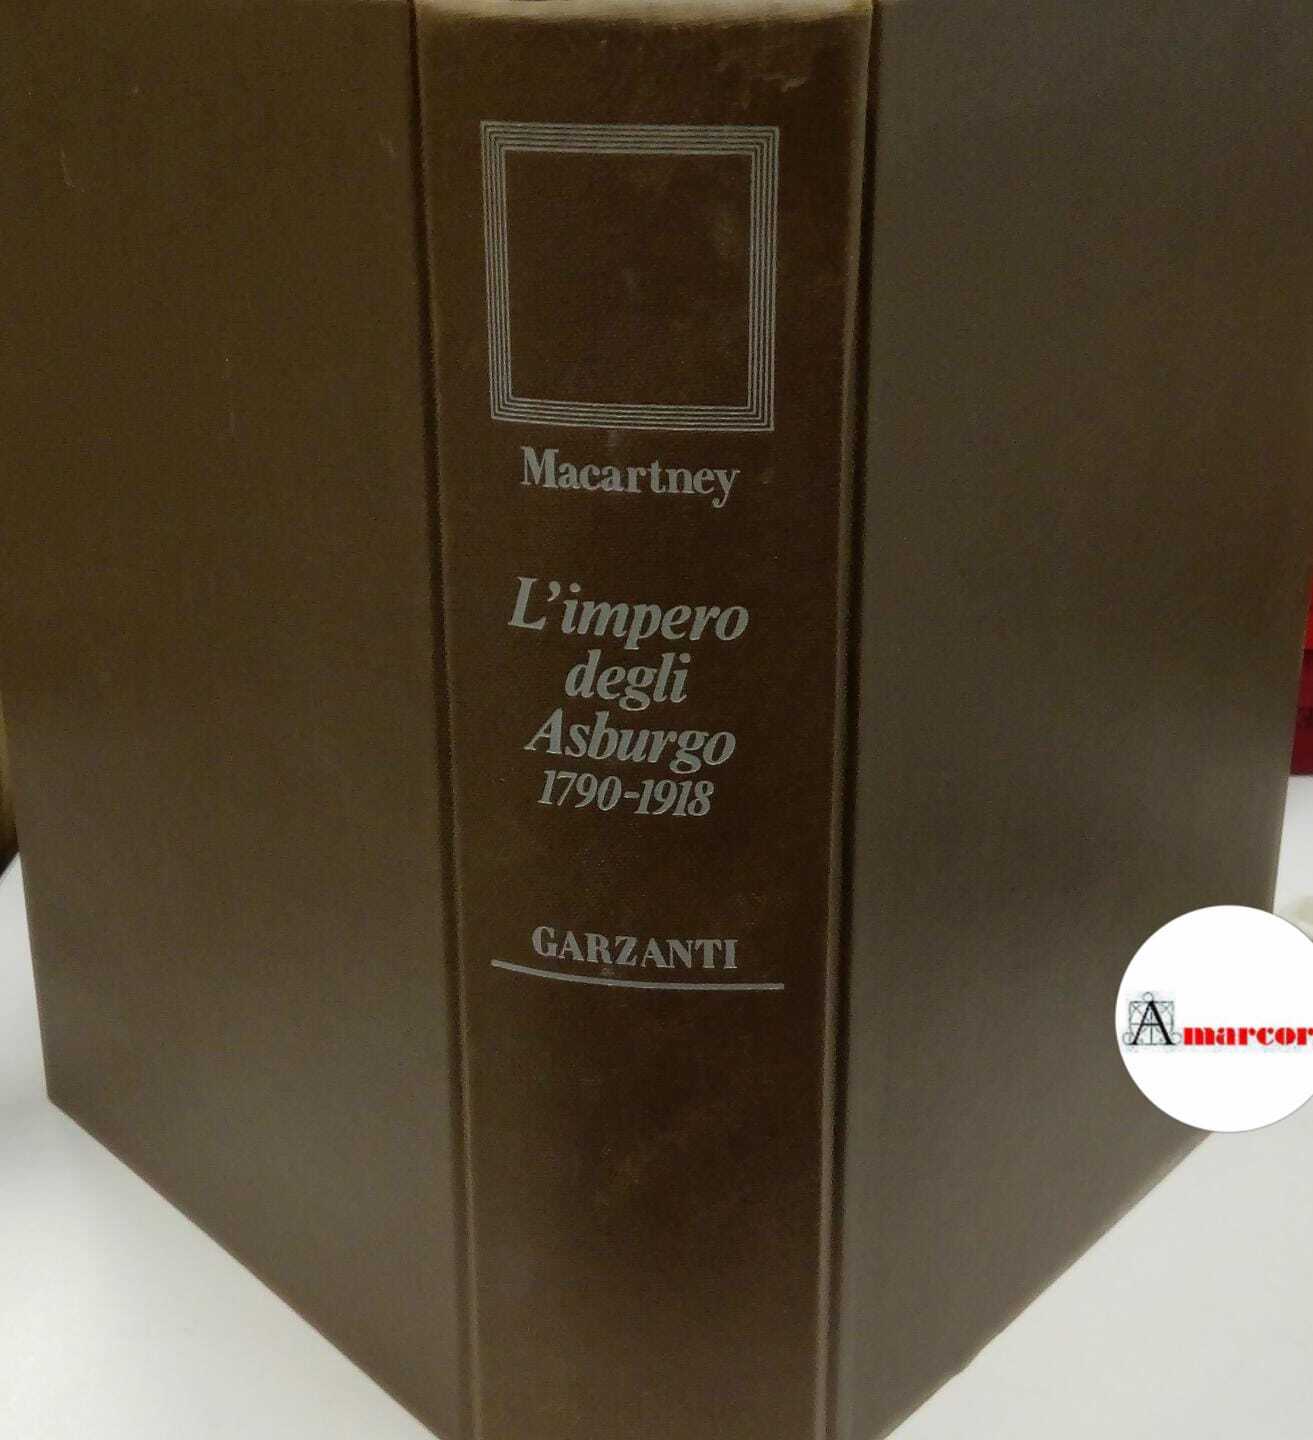 Macartney
L'impero
degli
Asburgo
1790-1918
GARZANTI
Amarcor